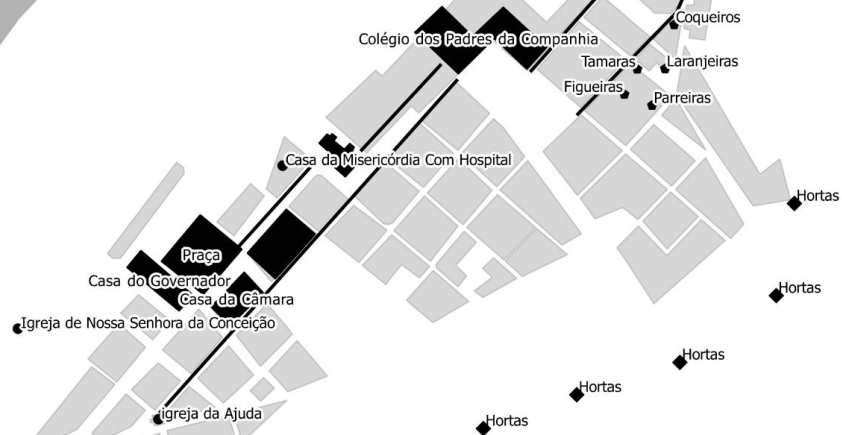 Coqueiros
Colégio dos Padres da Companhia
Tamaras
Laranjeiras
Figueiras
Parreiras
Casa da Misericórdia Com Hospital
Hortas
Praça
Casa do Governador
Hortas
Casa da Câmara
Igreja de Nossa Senhora da Conceição
Hortas
Hortas
igreja da Ajuda
Hortas